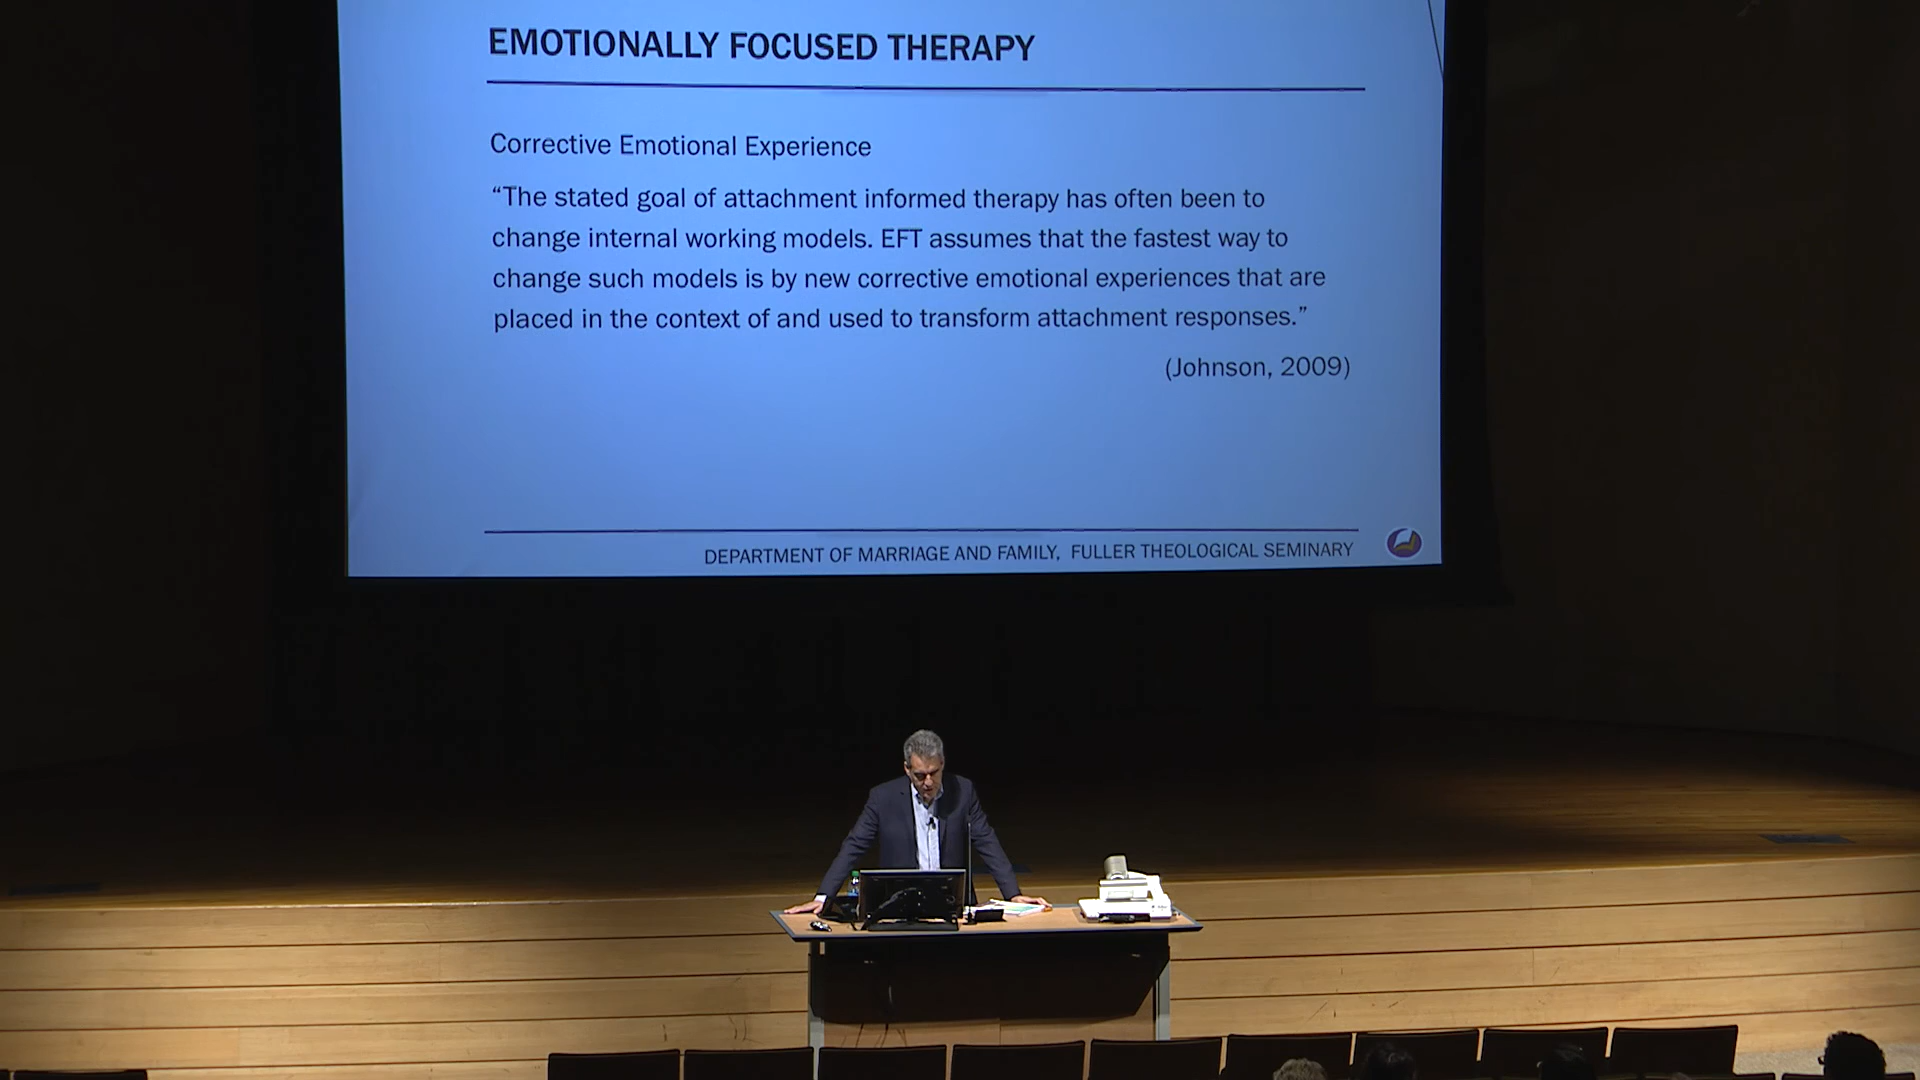 EMOTIONALLY FOCUSED THERAPY
Corrective Emotional Experience
“The stated goal of attachment informed therapy has often been to
change internal working models. EFT assumes that the fastest way to
change such models is by new corrective emotional experiences that are
placed in the context of and used to transform attachment responses.”
(Johnson, 2009)
DEPARTMENT OF MARRIAGE AND FAMILY, FULLER THEOLOGICAL SEMINARY